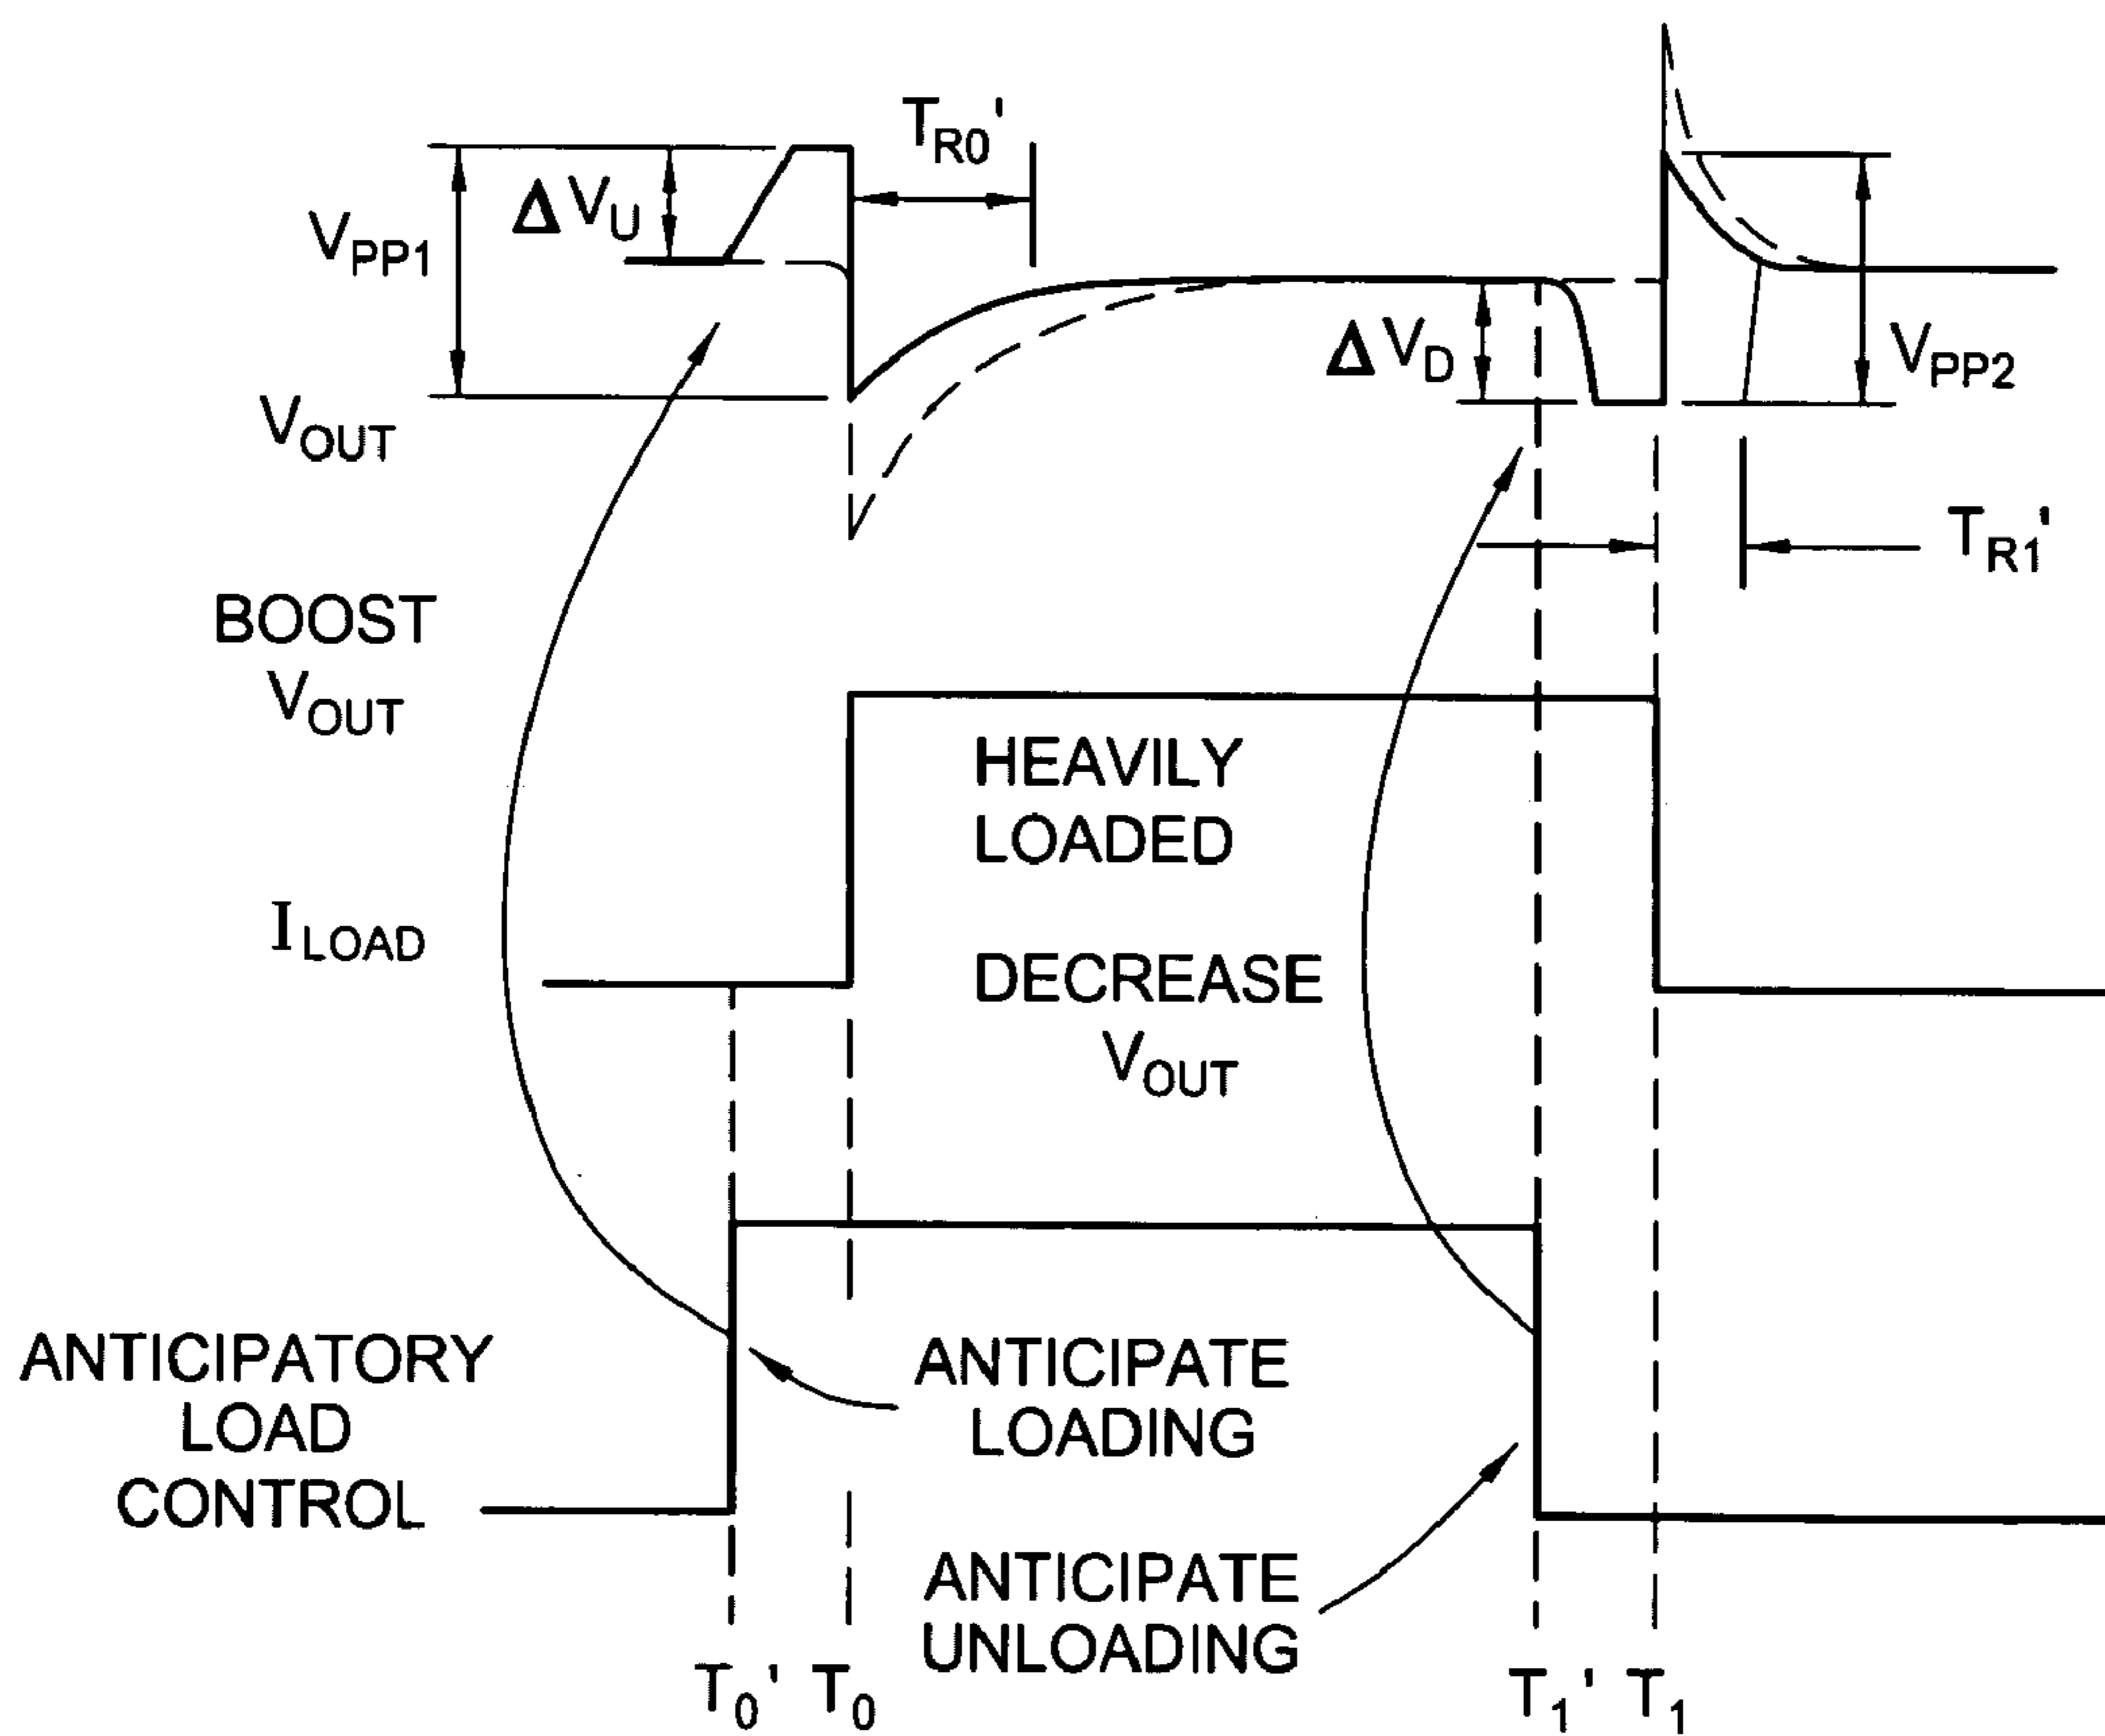 T_R0'
ΔV_U
V_PP1
ΔV_D
V_PP2
V_OUT
T_R1'
BOOST
V_OUT
HEAVILY
LOADED
I_LOAD
DECREASE
V_OUT
ANTICIPATORY
LOAD
CONTROL
ANTICIPATE
LOADING
ANTICIPATE
UNLOADING
T_0' T_0 T_1' T_1